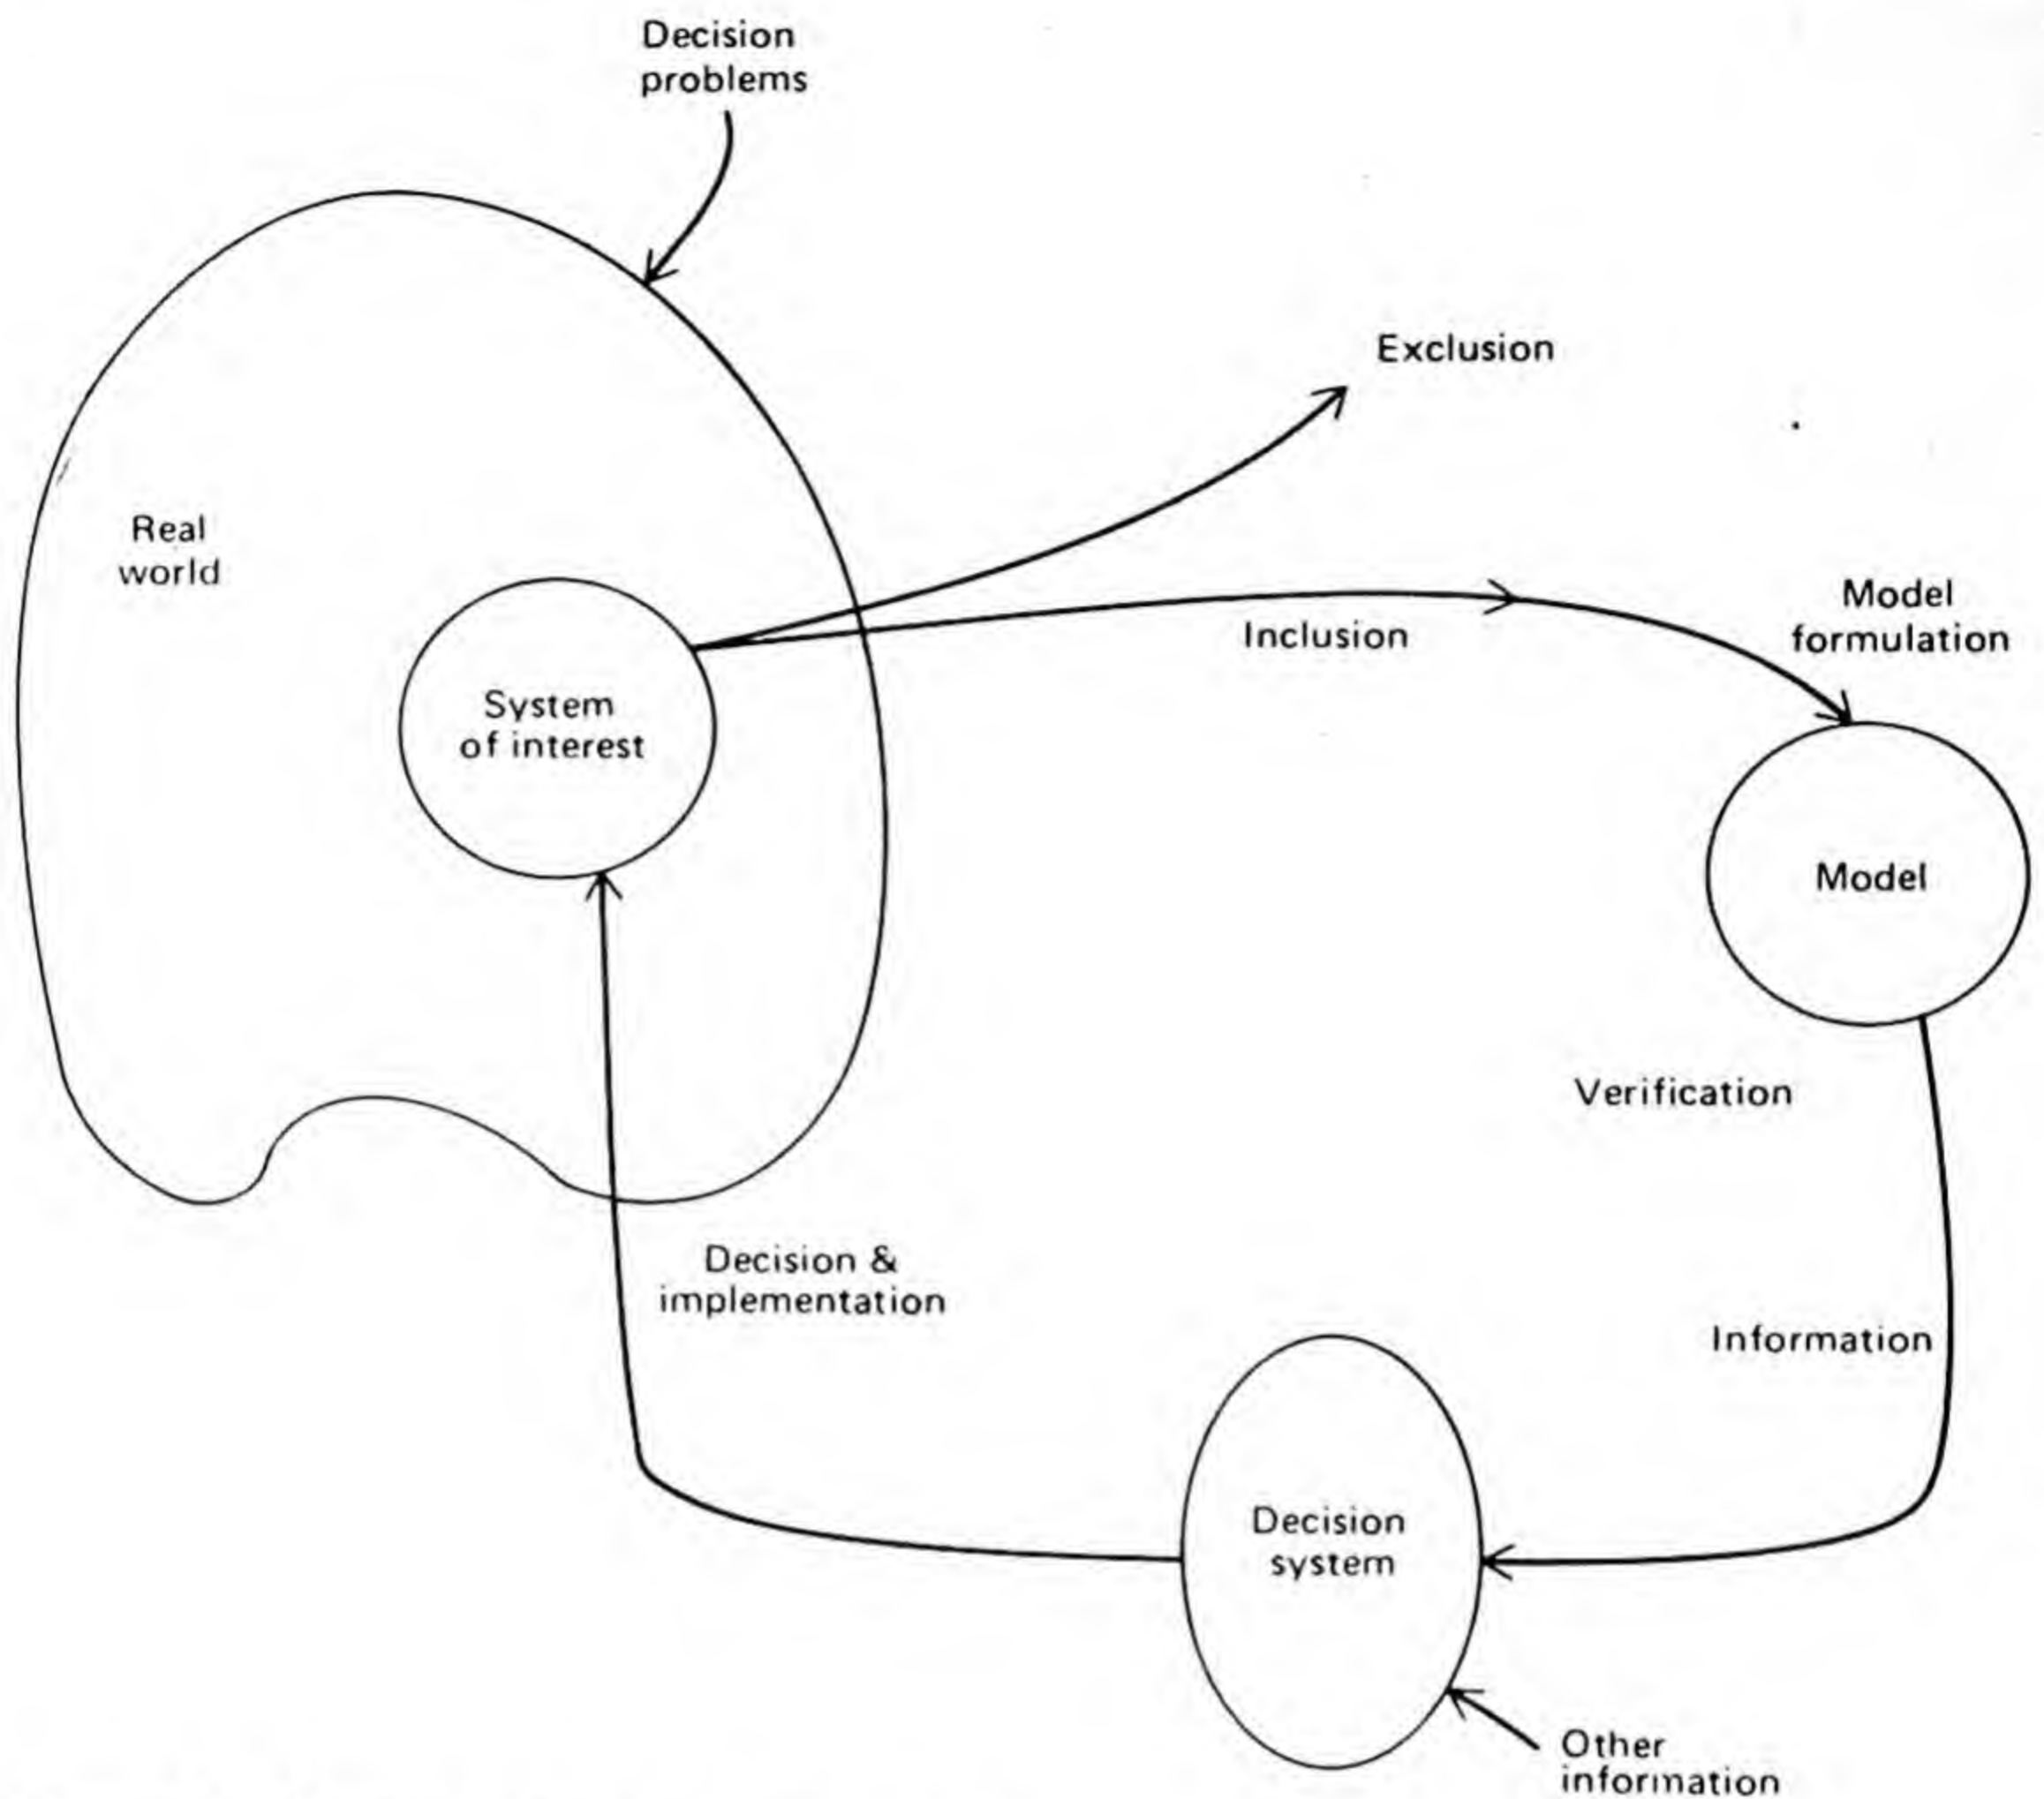 Decision
problems
Exclusion
Real
world
Inclusion
Model
formulation
System
of interest
Model
Verification
Decision &
implementation
Information
Decision
system
Other
information